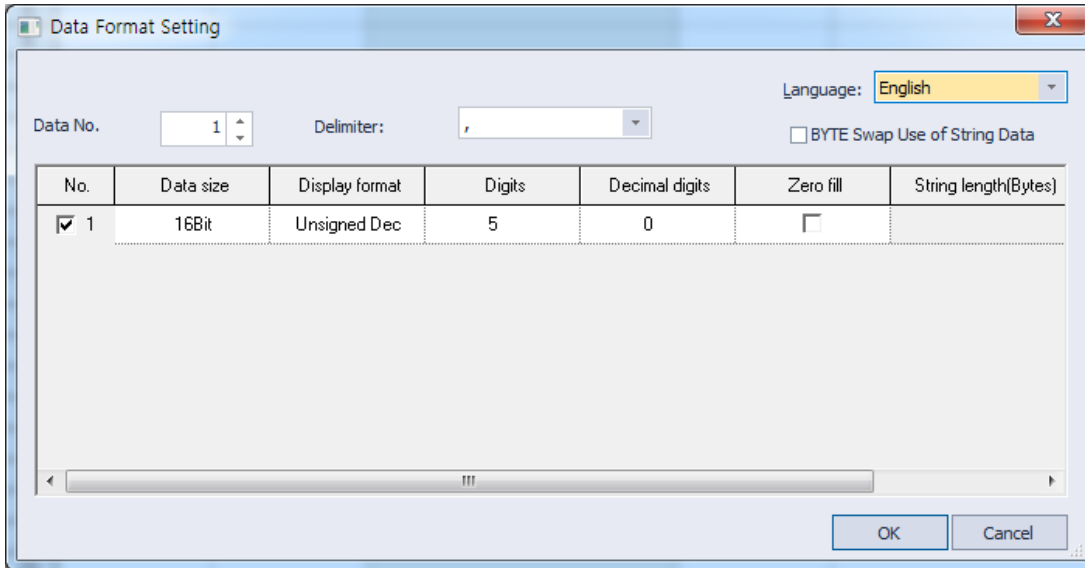 Data Format Setting
Language: English
Data No. 1 Delimiter: ,
BYTE Swap Use of String Data
No. Data size Display format Digits Decimal digits Zero fill String length(Bytes)
1 16Bit Unsigned Dec 5 0
OK Cancel